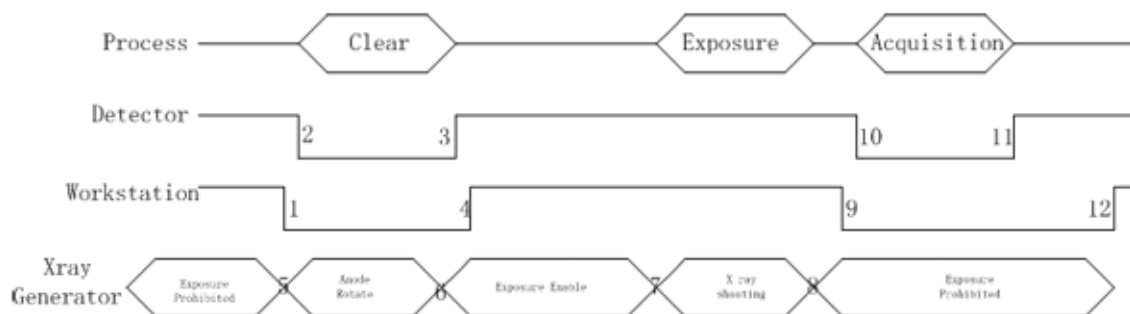 Process Clear Exposure Acquisition
Detector 2 3 10 11
Workstation 1 4 9 12
Xray
Generator
Exposure
Prohibited
5
Anode
Rotate
6
Exposure Enable
7
X ray
shooting
8
Exposure
Prohibited